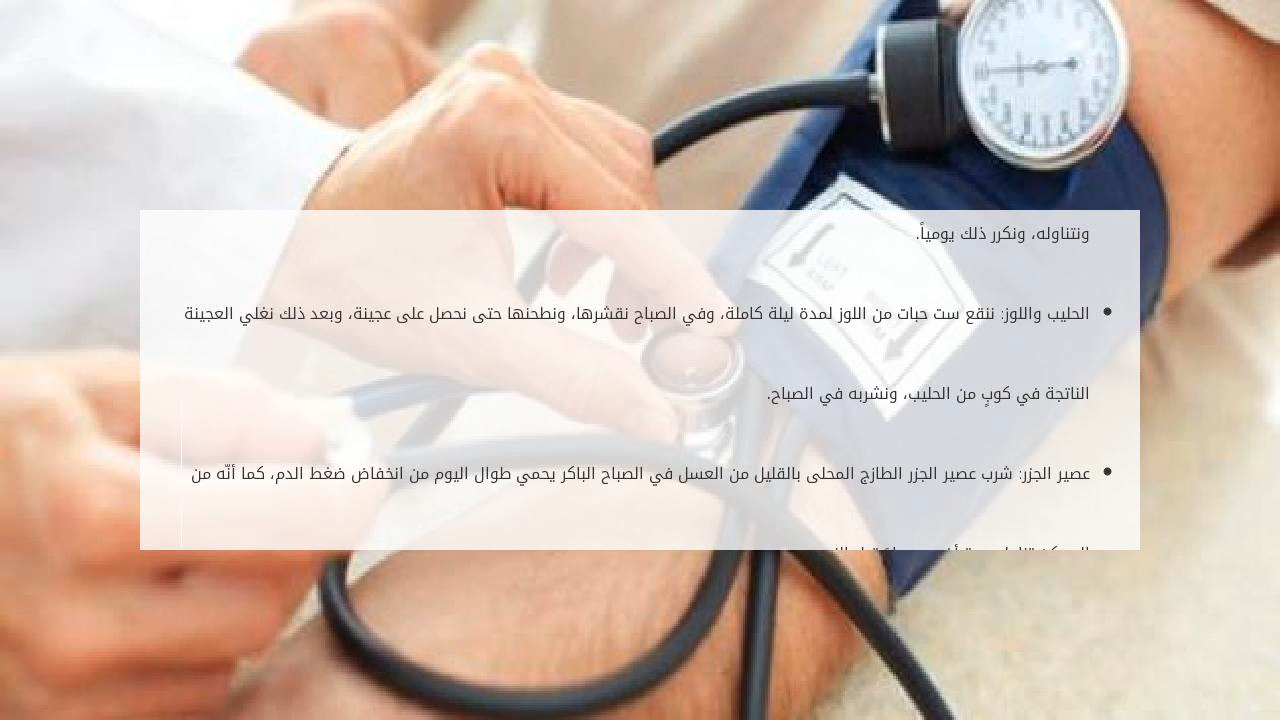 ونتناوله، ونكرر ذلك يومياً.
• الحليب واللوز: ننقع ست حبات من اللوز لمدة ليلة كاملة، وفي الصباح نقشرها، ونطحنها حتى نحصل على عجينة، وبعد ذلك نغلي العجينة
الناتجة في كوبٍ من الحليب، ونشربه في الصباح.
• عصير الجزر: شرب عصير الجزر الطازج المحلى بالقليل من العسل في الصباح الباكر يحمي طوال اليوم من انخفاض ضغط الدم، كما أنّه من
LEFT
ARM